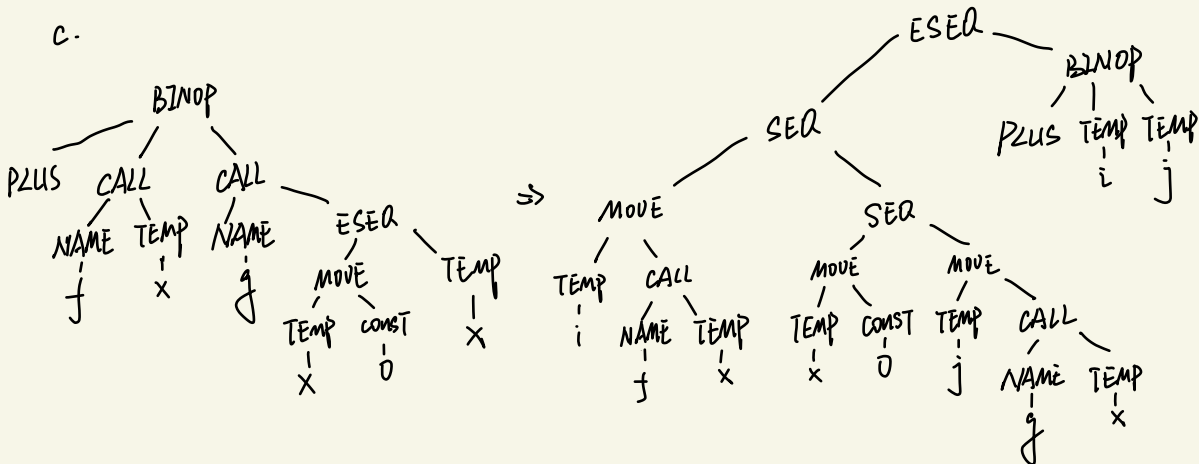 c.
ESEQ
BINOP
BINOP
SEQ
PLUS TEMP TEMP
i j
PLUS CALL CALL
⇒
MOVE SEQ
NAME TEMP NAME ESEQ
f x g
MOVE TEMP
x
TEMP CALL MOVE MOVE
i
TEMP CONST
x 0
NAME TEMP TEMP CONST TEMP CALL
f x x 0 j
NAME TEMP
g x